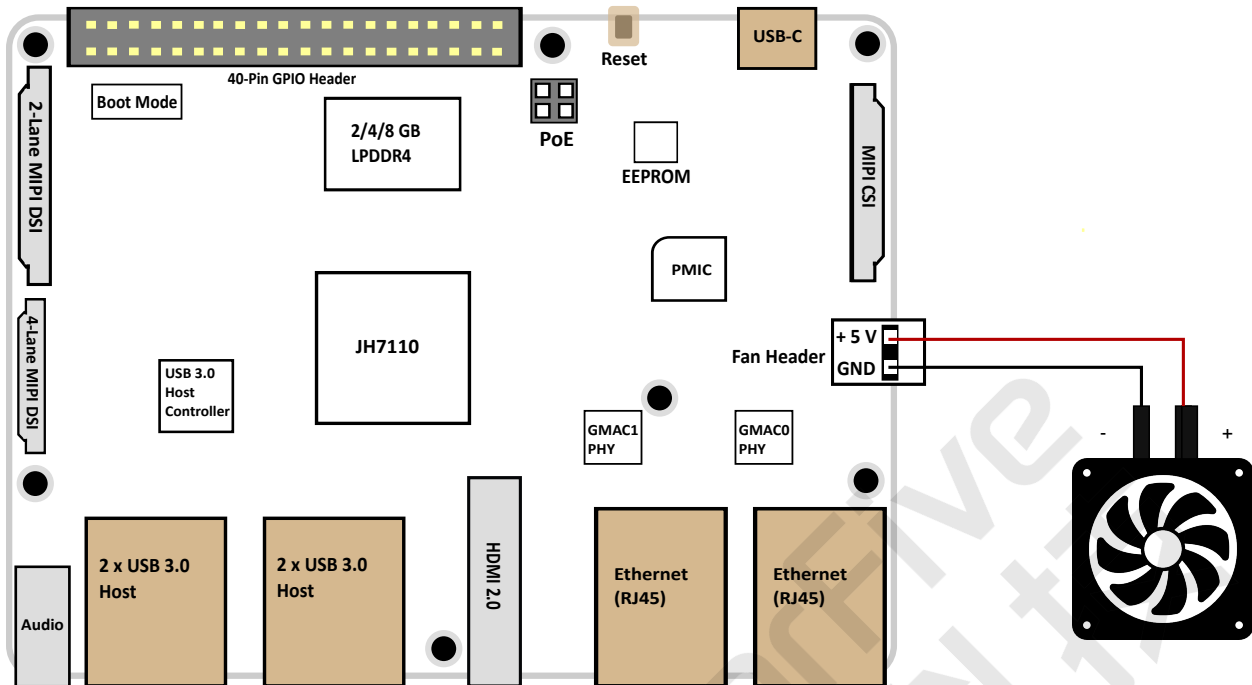 USB-C
Reset
40-Pin GPIO Header
Boot Mode
2-Lane MIPI DSI
2/4/8 GB
LPDDR4
PoE
EEPROM
MIPI CSI
PMIC
4-Lane MIPI DSI
JH7110
+ 5 V
Fan Header
GND
USB 3.0
Host
Controller
GMAC1
PHY
GMAC0
PHY
-
+
2 x USB 3.0
Host
2 x USB 3.0
Host
HDMI 2.0
Ethernet
(RJ45)
Ethernet
(RJ45)
Audio